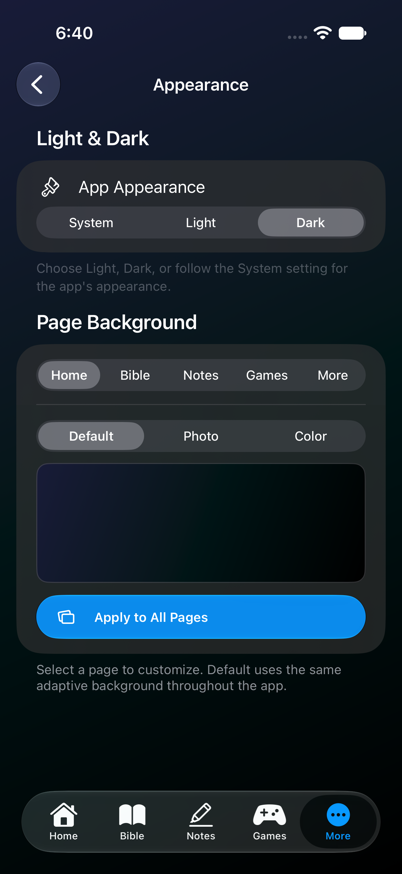 6:40
Appearance
Light & Dark
App Appearance
System Light Dark
Choose Light, Dark, or follow the System setting for
the app's appearance.
Page Background
Home Bible Notes Games More
Default Photo Color
Apply to All Pages
Select a page to customize. Default uses the same
adaptive background throughout the app.
Home Bible Notes Games More